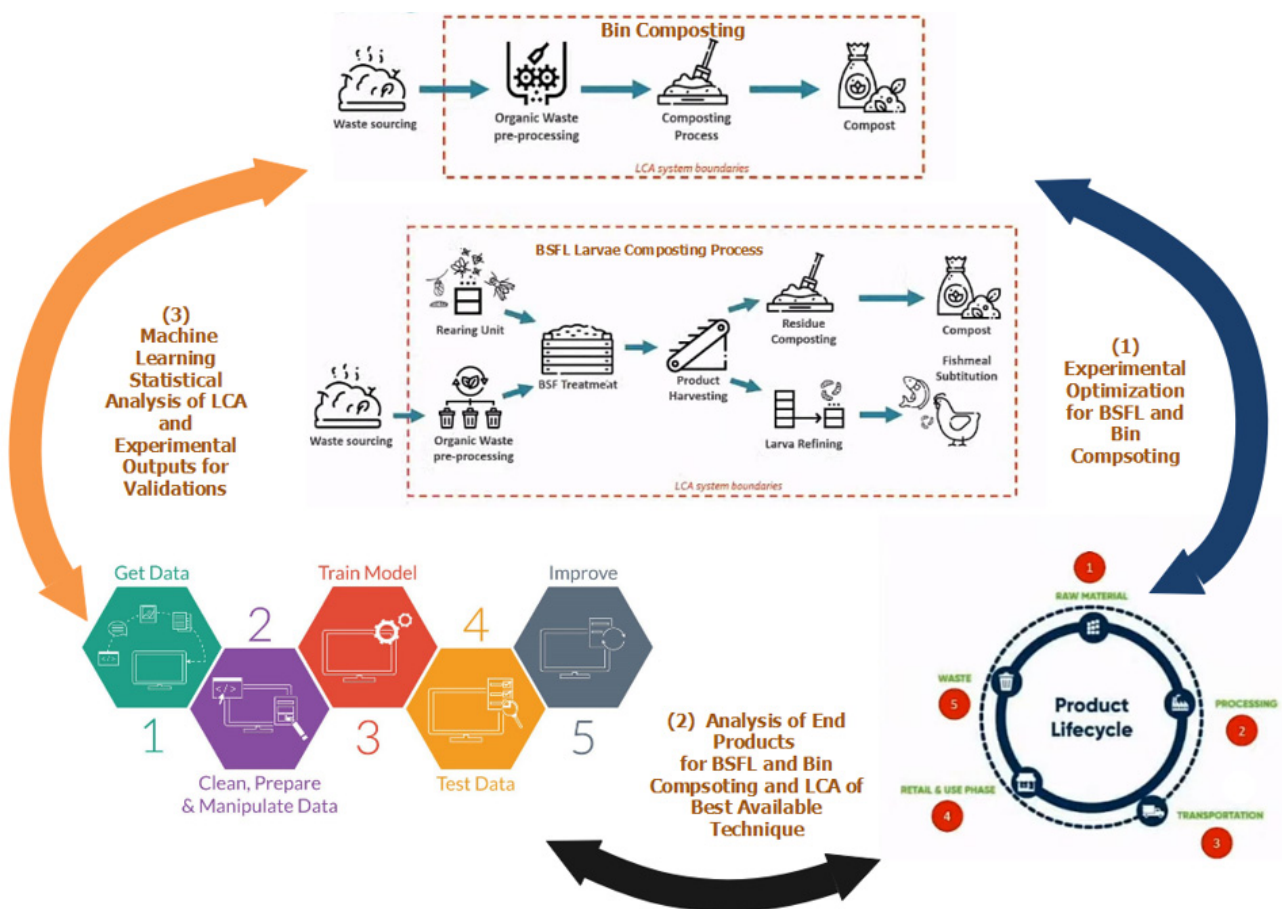 Bin Composting
Waste sourcing
Organic Waste
pre-processing
Composting
Process
Compost
LCA system boundaries
BSFL Larvae Composting Process
Rearing Unit
BSF Treatment
Product
Harvesting
Residue
Composting
Compost
Fishmeal
Subtitution
Waste sourcing
Organic Waste
pre-processing
Larva Refining
LCA system boundaries
(3)
Machine
Learning
Statistical
Analysis of LCA
and
Experimental
Outputs for
Validations
(1)
Experimental
Optimization
for BSFL and
Bin
Compsoting
Get Data
Train Model
Improve
2
4
1
3
5
Clean, Prepare
& Manipulate Data
Test Data
(2) Analysis of End
Products
for BSFL and Bin
Compsoting and LCA of
Best Available
Technique
1
RAW MATERIAL
WASTE
5
Product
Lifecycle
PROCESSING
2
RETAIL & USE PHASE
4
TRANSPORTATION
3